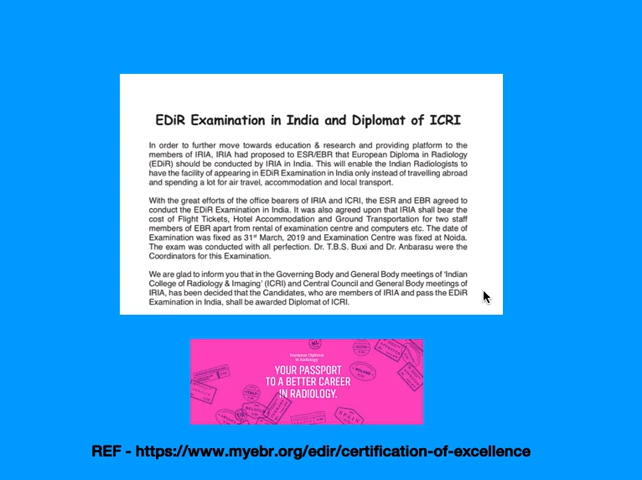 EDiR Examination in India and Diplomat of ICRI
In order to further move towards education & research and providing platform to the
members of IRIA, IRIA had proposed to ESR/EBR that European Diploma in Radiology
(EDiR) should be conducted by IRIA in India. This will enable the Indian Radiologists to
have the facility of appearing in EDiR Examination in India only instead of travelling abroad
and spending a lot for air travel, accommodation and local transport.
With the great efforts of the office bearers of IRIA and ICRI, the ESR and EBR agreed to
conduct the EDiR Examination in India. It was also agreed upon that IRIA shall bear the
cost of Flight Tickets, Hotel Accommodation and Ground Transportation for two staff
members of EBR apart from rental of examination centre and computers etc. The date of
Examination was fixed as 31st March, 2019 and Examination Centre was fixed at Noida.
The exam was conducted with all perfection. Dr. T.B.S. Buxi and Dr. Anbarasu were the
Coordinators for this Examination.
We are glad to inform you that in the Governing Body and General Body meetings of 'Indian
College of Radiology & Imaging' (ICRI) and Central Council and General Body meetings of
IRIA, has been decided that the Candidates, who are members of IRIA and pass the EDiR
Examination in India, shall be awarded Diplomat of ICRI.
European Diploma
in Radiology
YOUR PASSPORT
TO A BETTER CAREER
IN RADIOLOGY.
SPAIN
REF - https://www.myebr.org/edir/certification-of-excellence